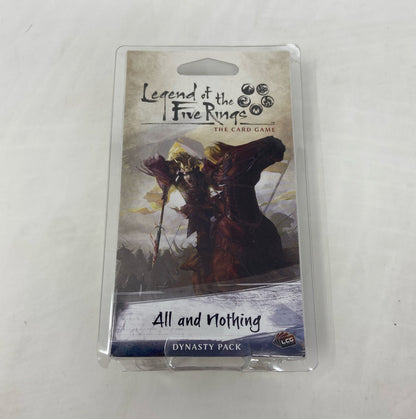 Legend of the
Five Rings
THE CARD GAME
All and Nothing
DYNASTY PACK
LCG